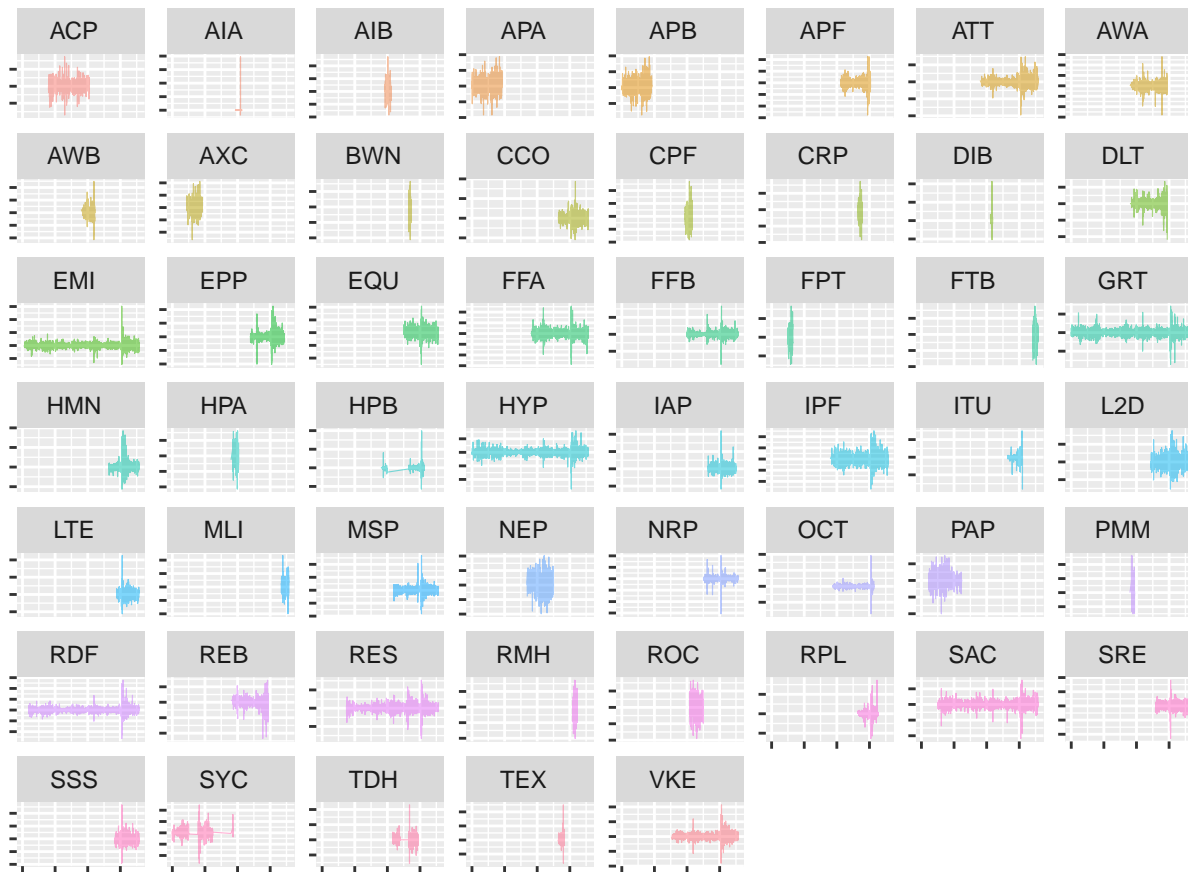 ACP AIA AIB APA APB APF ATT AWA
AWB AXC BWN CCO CPF CRP DIB DLT
EMI EPP EQU FFA FFB FPT FTB GRT
HMN HPA HPB HYP IAP IPF ITU L2D
LTE MLI MSP NEP NRP OCT PAP PMM
RDF REB RES RMH ROC RPL SAC SRE
SSS SYC TDH TEX VKE